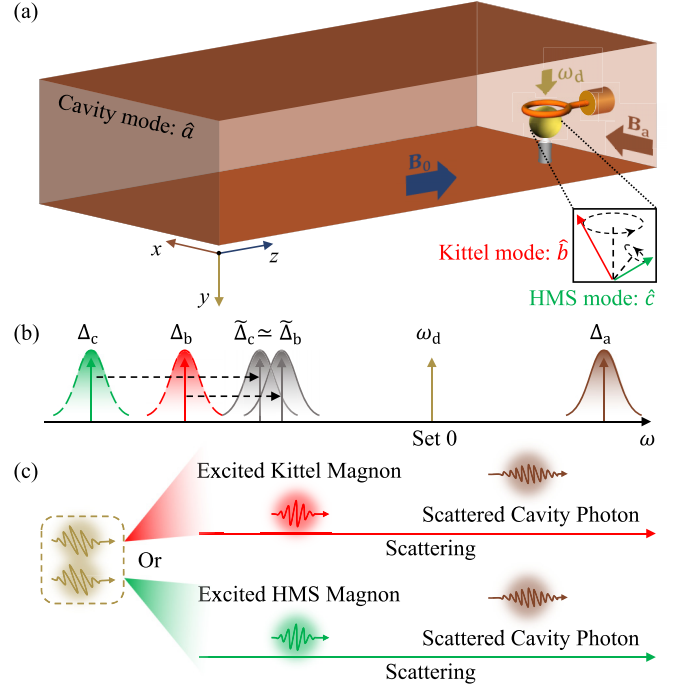 (a)
Cavity mode: â
ω_d
B_a
B_0
x
z
y
Kittel mode: b̂
HMS mode: ĉ
(b)
Δ_c
Δ_b
Δ̃_c ≃ Δ̃_b
ω_d
Δ_a
Set 0
ω
(c)
Excited Kittel Magnon
Scattered Cavity Photon
Scattering
Or
Excited HMS Magnon
Scattered Cavity Photon
Scattering